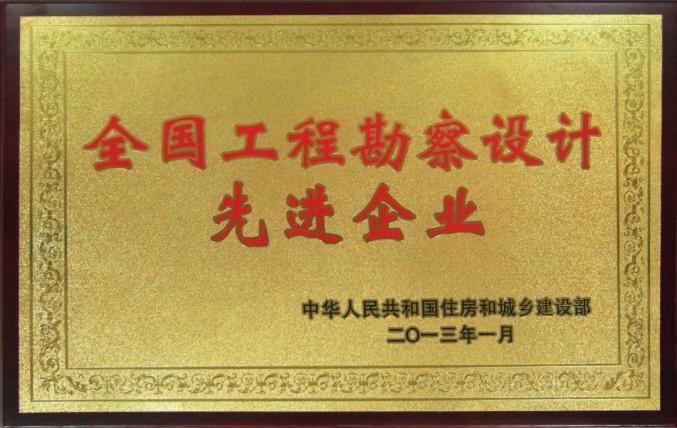 全国工程勘察设计
先进企业
中华人民共和国住房和城乡建设部
二〇一三年一月